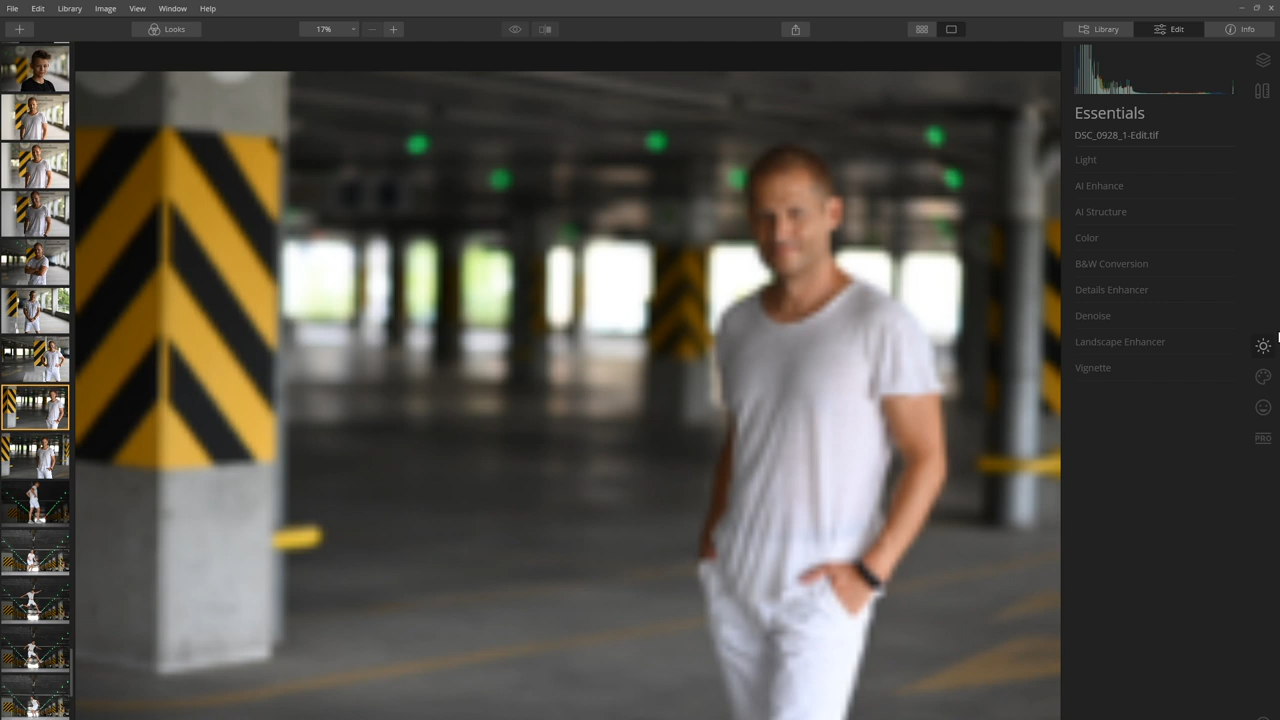 File Edit Library Image View Window Help
Looks 17% Library Edit Info
Essentials
DSC_0928_1-Edit.tif
Light
AI Enhance
AI Structure
Color
B&W Conversion
Details Enhancer
Denoise
Landscape Enhancer
Vignette
PRO